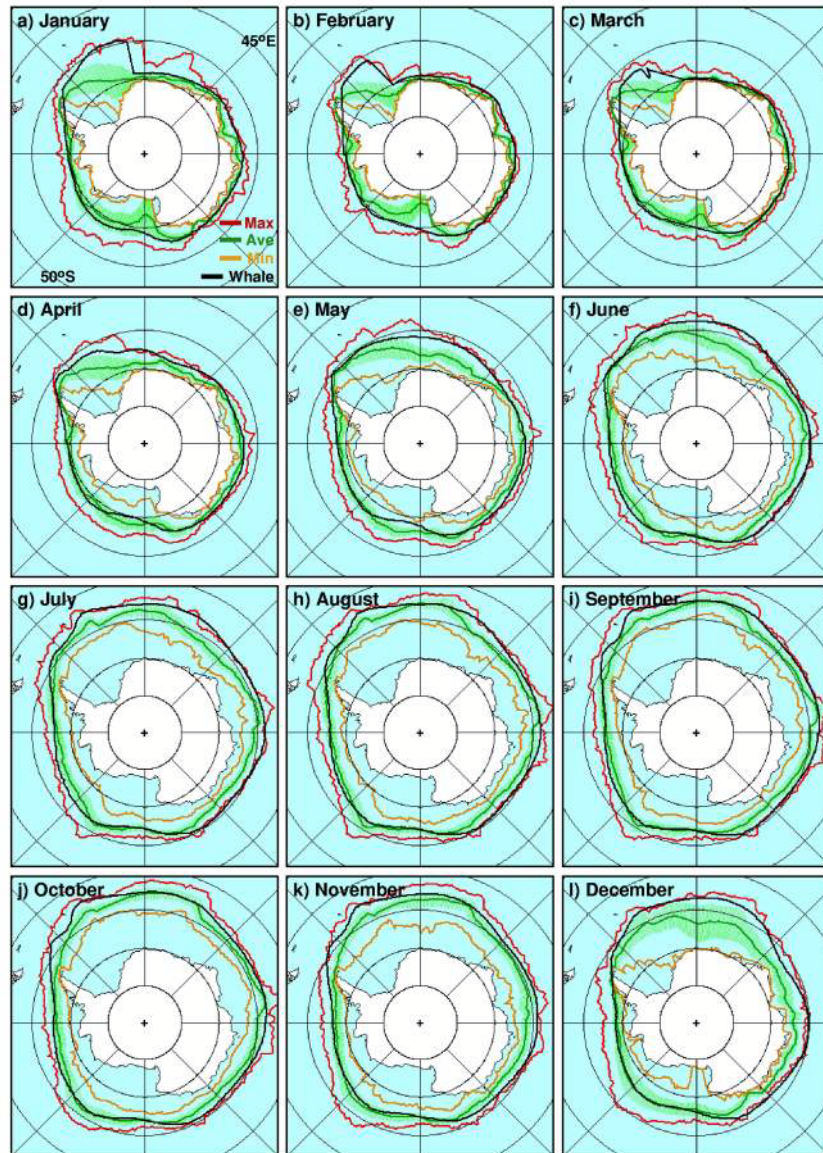 a) January
b) February
c) March
45ºE
Max
Ave
Min
50ºS
Whale
d) April
e) May
f) June
g) July
h) August
i) September
j) October
k) November
l) December